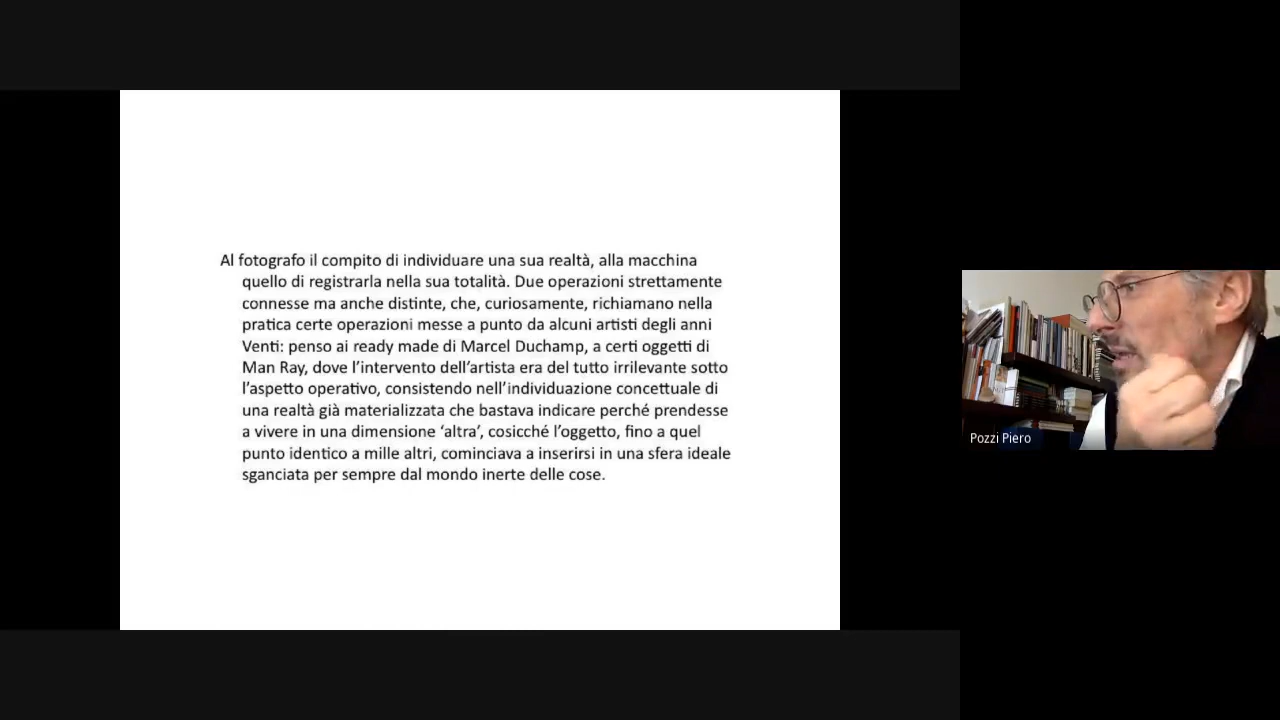 Al fotografo il compito di individuare una sua realtà, alla macchina
quello di registrarla nella sua totalità. Due operazioni strettamente
connesse ma anche distinte, che, curiosamente, richiamano nella
pratica certe operazioni messe a punto da alcuni artisti degli anni
Venti: penso ai ready made di Marcel Duchamp, a certi oggetti di
Man Ray, dove l’intervento dell’artista era del tutto irrilevante sotto
l’aspetto operativo, consistendo nell’individuazione concettuale di
una realtà già materializzata che bastava indicare perché prendesse
a vivere in una dimensione ‘altra’, cosicché l’oggetto, fino a quel
punto identico a mille altri, cominciava a inserirsi in una sfera ideale
sganciata per sempre dal mondo inerte delle cose.
Pozzi Piero